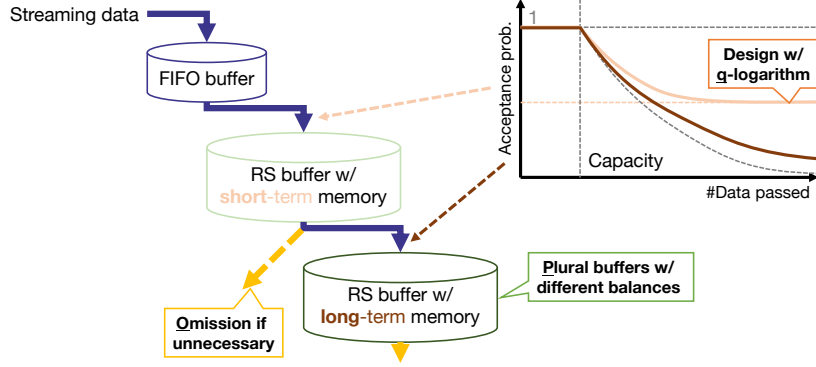 Streaming data
FIFO buffer
RS buffer w/
short-term memory
RS buffer w/
long-term memory
Omission if
unnecessary
Plural buffers w/
different balances
Acceptance prob.
1
Design w/
q-logarithm
Capacity
#Data passed